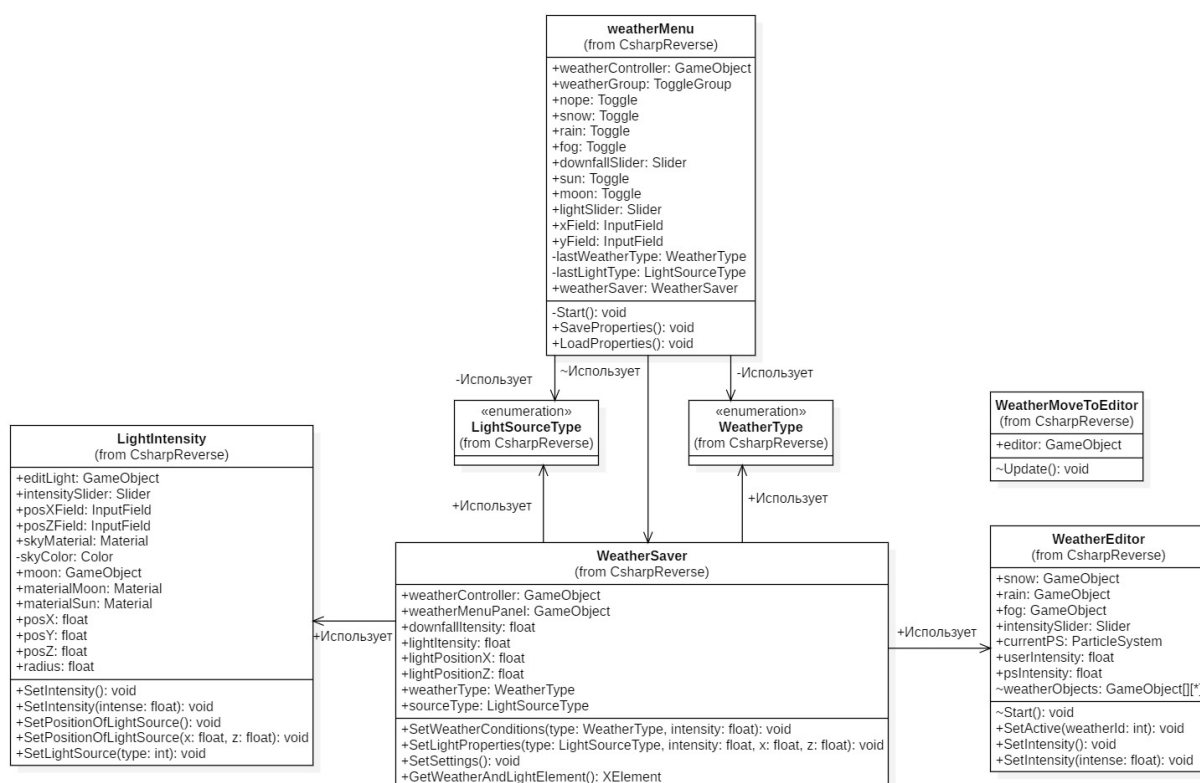 weatherMenu
(from CsharpReverse)
+weatherController: GameObject
+weatherGroup: ToggleGroup
+nope: Toggle
+snow: Toggle
+rain: Toggle
+fog: Toggle
+downfallSlider: Slider
+sun: Toggle
+moon: Toggle
+lightSlider: Slider
+xField: InputField
+yField: InputField
-lastWeatherType: WeatherType
-lastLightType: LightSourceType
+weatherSaver: WeatherSaver
-Start(): void
+SaveProperties(): void
+LoadProperties(): void
-Использует
~Использует
-Использует
«enumeration»
LightSourceType
(from CsharpReverse)
«enumeration»
WeatherType
(from CsharpReverse)
WeatherMoveToEditor
(from CsharpReverse)
+editor: GameObject
~Update(): void
LightIntensity
(from CsharpReverse)
+editLight: GameObject
+intensitySlider: Slider
+posXField: InputField
+posZField: InputField
+skyMaterial: Material
-skyColor: Color
+moon: GameObject
+materialMoon: Material
+materialSun: Material
+posX: float
+posY: float
+posZ: float
+radius: float
+SetIntensity(): void
+SetIntensity(intense: float): void
+SetPositionOfLightSource(): void
+SetPositionOfLightSource(x: float, z: float): void
+SetLightSource(type: int): void
+Использует
+Использует
+Использует
WeatherSaver
(from CsharpReverse)
+weatherController: GameObject
+weatherMenuPanel: GameObject
+downfallItensity: float
+lightItensity: float
+lightPositionX: float
+lightPositionZ: float
+weatherType: WeatherType
+sourceType: LightSourceType
+SetWeatherConditions(type: WeatherType, intensity: float): void
+SetLightProperties(type: LightSourceType, intensity: float, x: float, z: float): void
+SetSettings(): void
+GetWeatherAndLightElement(): XElement
+Использует
WeatherEditor
(from CsharpReverse)
+snow: GameObject
+rain: GameObject
+fog: GameObject
+intensitySlider: Slider
+currentPS: ParticleSystem
+userIntensity: float
+psIntensity: float
~weatherObjects: GameObject[][*]
~Start(): void
+SetActive(weatherId: int): void
+SetIntensity(): void
+SetIntensity(intense: float): void